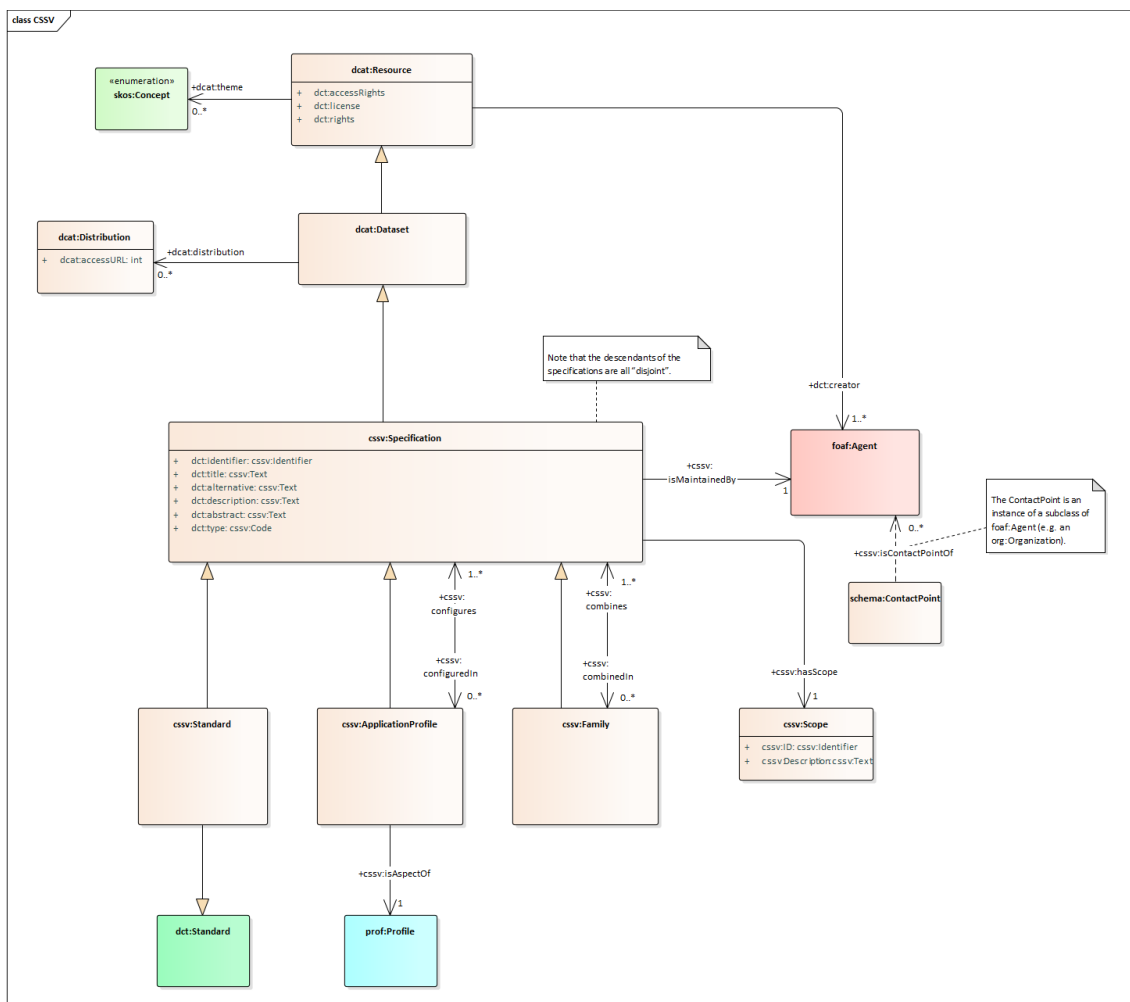 class CSSV
«enumeration»
skos:Concept
+dcat:theme
0..*
dcat:Resource
+ dct:accessRights
+ dct:license
+ dct:rights
dcat:Distribution
+ dcat:accessURL: int
+dcat:distribution
0..*
dcat:Dataset
Note that the descendants of the
specifications are all "disjoint".
+dct:creator
1..*
cssv:Specification
+ dct:identifier: cssv:Identifier
+ dct:title: cssv:Text
+ dct:alternative: cssv:Text
+ dct:description: cssv:Text
+ dct:abstract: cssv:Text
+ dct:type: cssv:Code
+cssv:
isMaintainedBy
1
foaf:Agent
The ContactPoint is an
instance of a subclass of
foaf:Agent (e.g. an
org:Organization).
0..*
+cssv:isContactPointOf
schema:ContactPoint
1..*
+cssv:
configures
+cssv:
configuredIn
0..*
1..*
+cssv:
combines
+cssv:
combinedIn
0..*
+cssv:hasScope
1
cssv:Standard
cssv:ApplicationProfile
cssv:Family
cssv:Scope
+ cssv:ID: cssv:Identifier
+ cssv:Description:cssv:Text
+cssv:isAspectOf
1
dct:Standard
prof:Profile